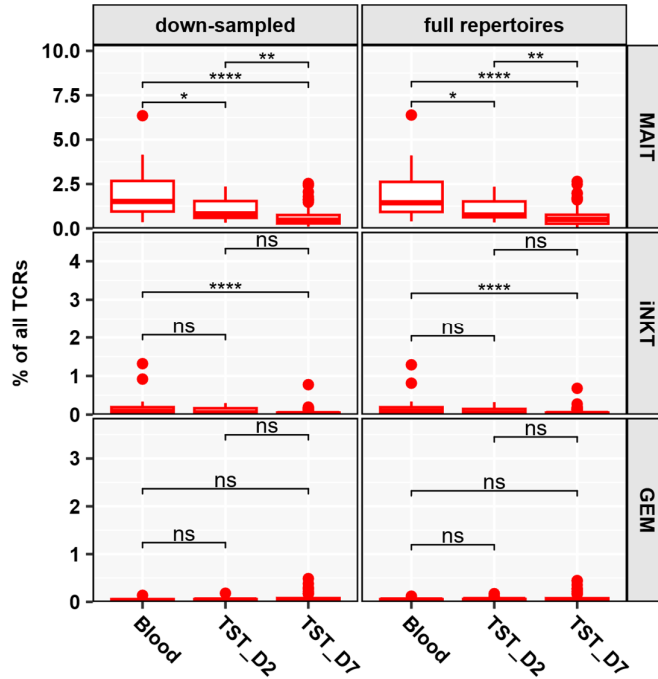 down-sampled
full repertoires
% of all TCRs
10.0
7.5
5.0
2.5
0.0
**
****
*
**
****
*
MAIT
4
3
2
1
0
ns
****
ns
ns
****
ns
iNKT
3
2
1
0
ns
ns
ns
ns
ns
ns
GEM
Blood
TST_D2
TST_D7
Blood
TST_D2
TST_D7